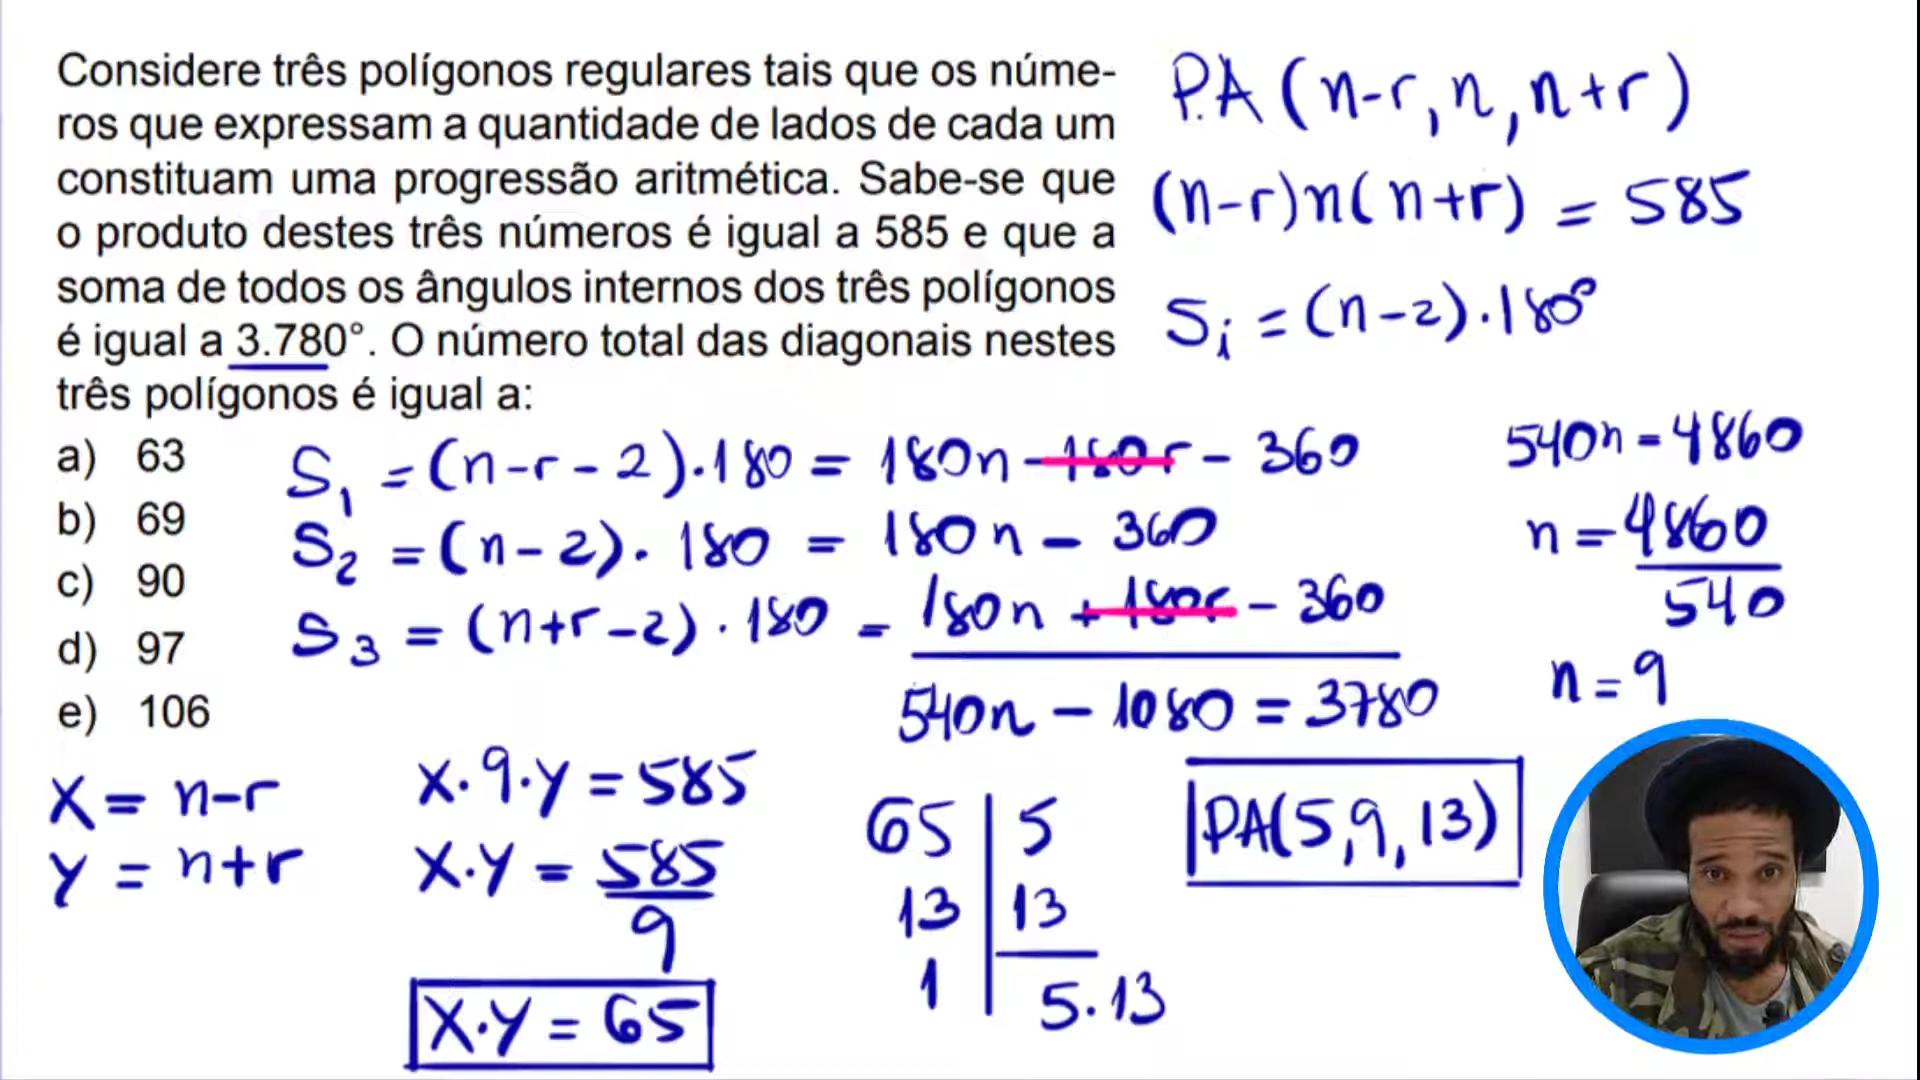 Considere três polígonos regulares tais que os núme-
ros que expressam a quantidade de lados de cada um
constituam uma progressão aritmética. Sabe-se que
o produto destes três números é igual a 585 e que a
soma de todos os ângulos internos dos três polígonos
é igual a 3.780°. O número total das diagonais nestes
três polígonos é igual a:
a) 63
b) 69
c) 90
d) 97
e) 106
P.A (n-r, n, n+r)
(n-r)n(n+r) = 585
Si = (n-2).180°
S1 = (n-r-2).180 = 180n - 180r - 360
S2 = (n-2). 180 = 180n - 360
S3 = (n+r-2).180 = 180n + 180r - 360
540n - 1080 = 3780
540n = 4860
n = 4860
540
n = 9
X = n-r
Y = n+r
X.9.Y = 585
X.Y = 585
9
X.Y = 65
65 | 5
13 | 13
1 | 5.13
PA(5,9,13)